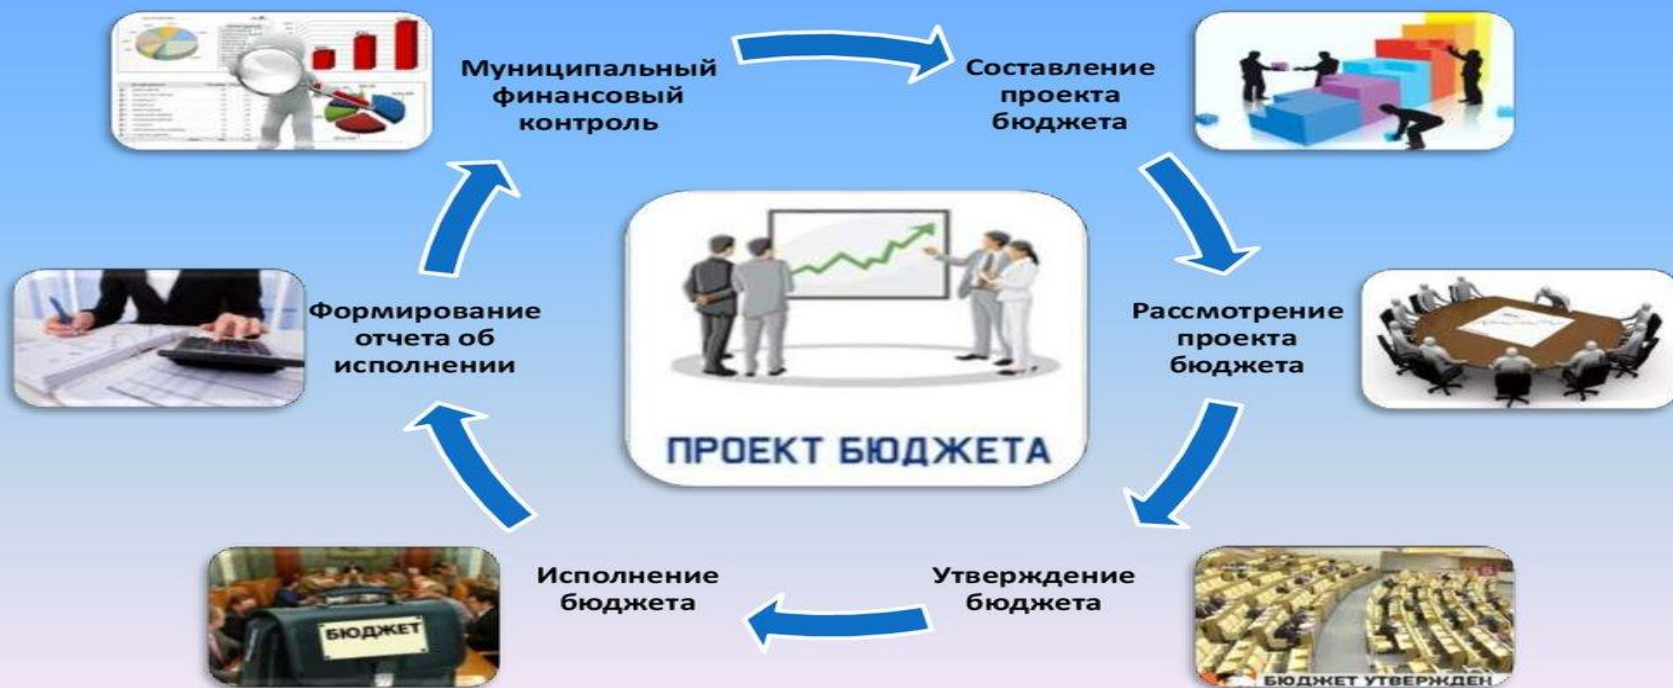 Муниципальный
финансовый
контроль
Составление
проекта
бюджета
Формирование
отчета об
исполнении
Рассмотрение
проекта
бюджета
ПРОЕКТ БЮДЖЕТА
Исполнение
бюджета
Утверждение
бюджета
БЮДЖЕТ
БЮДЖЕТ УТВЕРЖДЕН